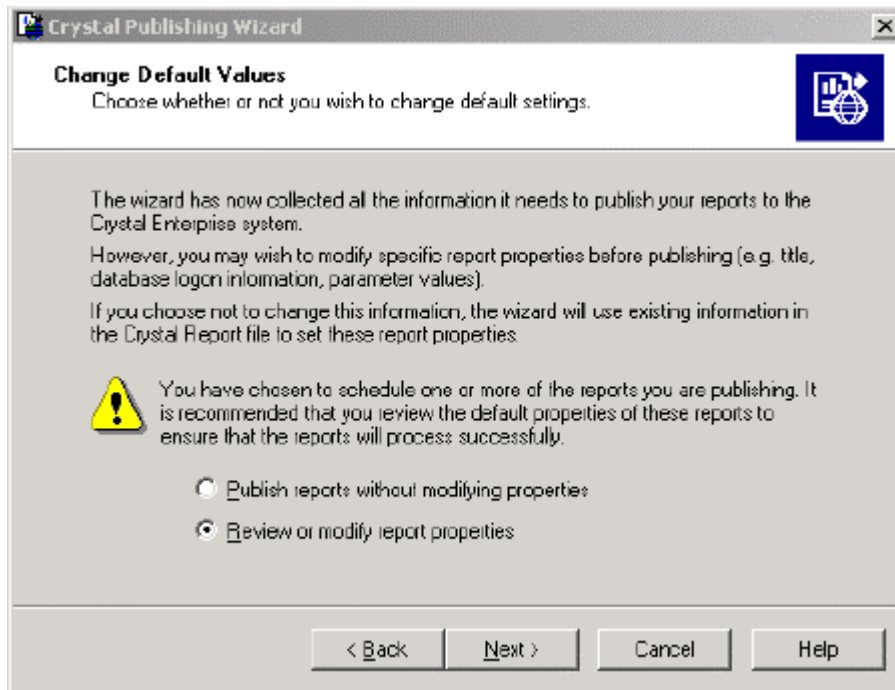 Crystal Publishing Wizard
Change Default Values
Choose whether or not you wish to change default settings.
The wizard has now collected all the information it needs to publish your reports to the
Crystal Enterprise system.
However, you may wish to modify specific report properties before publishing (e.g. title,
database logon information, parameter values).
If you choose not to change this information, the wizard will use existing information in
the Crystal Report file to set these report properties.
You have chosen to schedule one or more of the reports you are publishing. It
is recommended that you review the default properties of these reports to
ensure that the reports will process successfully.
Publish reports without modifying properties
Review or modify report properties
< Back
Next >
Cancel
Help